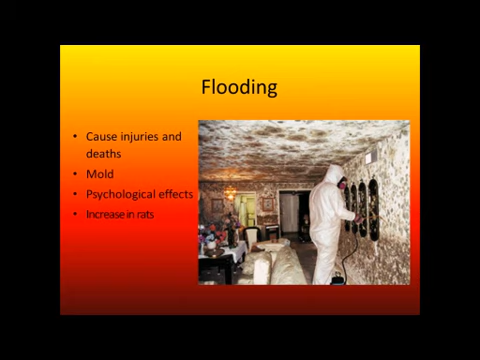 Flooding
• Cause injuries and
deaths
• Mold
• Psychological effects
• Increase in rats